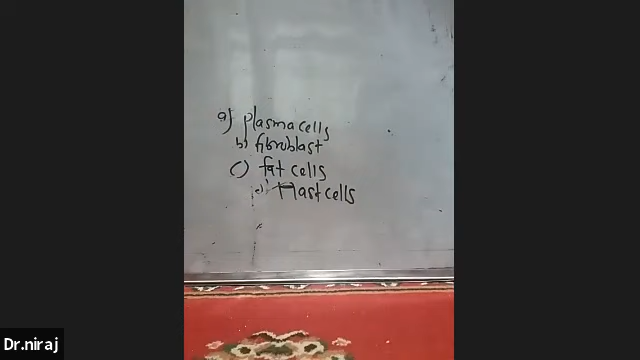 a) plasma cells
b) fibroblast
c) fat cells
Mast cells
Dr.niraj